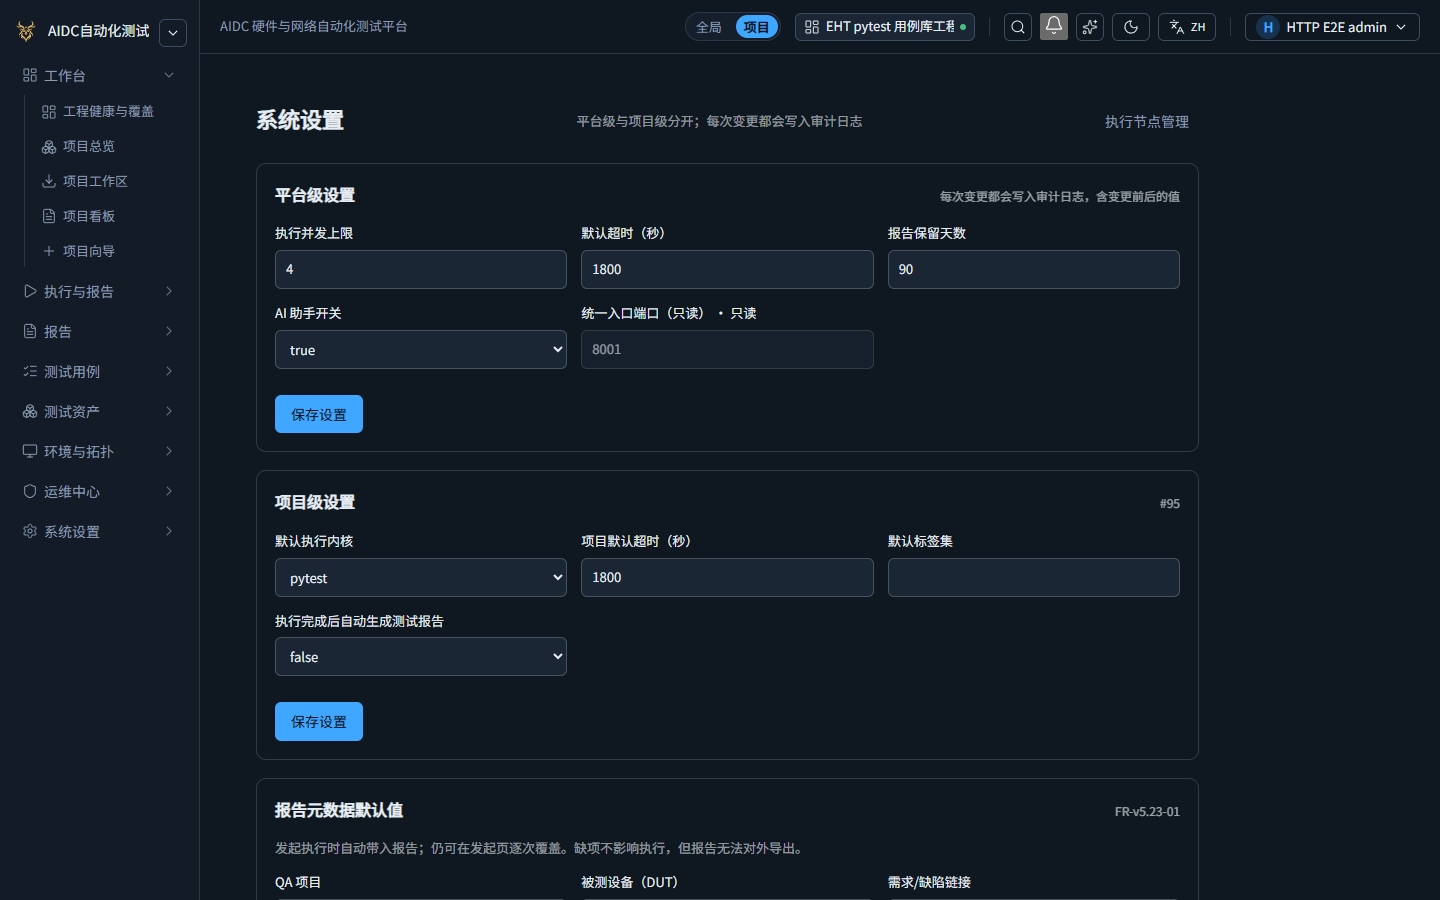 AIDC自动化测试
AIDC 硬件与网络自动化测试平台
全局
项目
EHT pytest 用例库工程
ZH
H
HTTP E2E admin
工作台
工程健康与覆盖
项目总览
项目工作区
项目看板
项目向导
执行与报告
报告
测试用例
测试资产
环境与拓扑
运维中心
系统设置
系统设置
平台级与项目级分开；每次变更都会写入审计日志
执行节点管理
平台级设置
每次变更都会写入审计日志，含变更前后的值
执行并发上限
默认超时（秒）
报告保留天数
4
1800
90
AI 助手开关
统一入口端口（只读） · 只读
true
8001
保存设置
项目级设置
#95
默认执行内核
项目默认超时（秒）
默认标签集
pytest
1800
执行完成后自动生成测试报告
false
保存设置
报告元数据默认值
FR-v5.23-01
发起执行时自动带入报告；仍可在发起页逐次覆盖。缺项不影响执行，但报告无法对外导出。
QA 项目
被测设备（DUT）
需求/缺陷链接